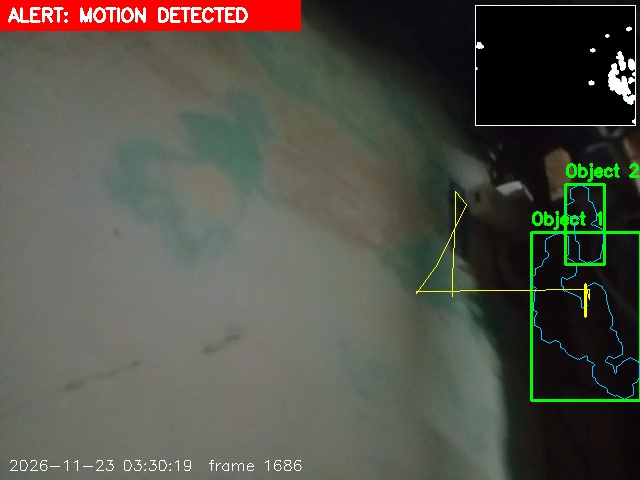 ALERT: MOTION DETECTED
Object 2
Object 1
2026-11-23 03:30:19 frame 1686